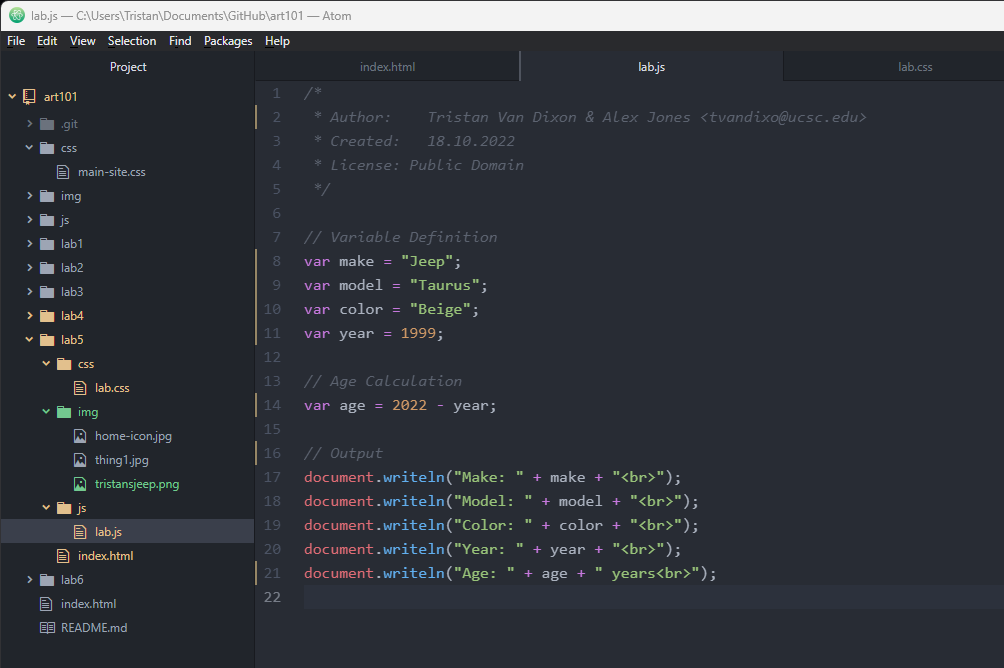 lab.js — C:\Users\Tristan\Documents\GitHub\art101 — Atom
File Edit View Selection Find Packages Help
Project
art101
.git
css
main-site.css
img
js
lab1
lab2
lab3
lab4
lab5
css
lab.css
img
home-icon.jpg
thing1.jpg
tristansjeep.png
js
lab.js
index.html
lab6
index.html
README.md
index.html lab.js lab.css
1 /*
2  * Author:    Tristan Van Dixon & Alex Jones <tvandixo@ucsc.edu>
3  * Created:   18.10.2022
4  * License: Public Domain
5  */
6
7 // Variable Definition
8 var make = "Jeep";
9 var model = "Taurus";
10 var color = "Beige";
11 var year = 1999;
12
13 // Age Calculation
14 var age = 2022 - year;
15
16 // Output
17 document.writeln("Make: " + make + "<br>");
18 document.writeln("Model: " + model + "<br>");
19 document.writeln("Color: " + color + "<br>");
20 document.writeln("Year: " + year + "<br>");
21 document.writeln("Age: " + age + " years<br>");
22